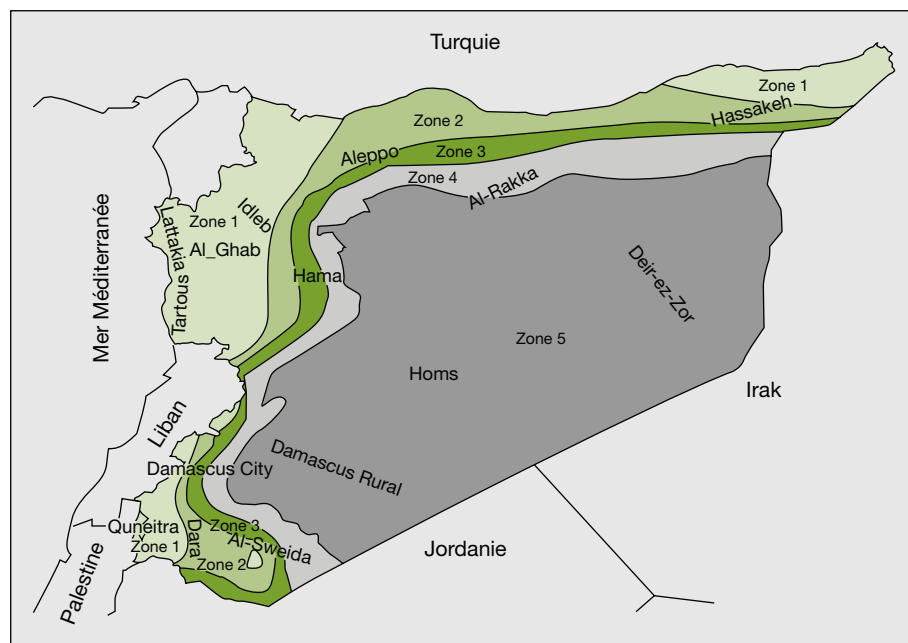 Turquie
Zone 1
Hassakeh
Zone 2
Aleppo
Zone 3
Zone 4
Al-Rakka
Mer Méditerranée
Lattakia
Tartous
Zone 1
Idleb
Al_Ghab
Hama
Deir-ez-Zor
Zone 5
Homs
Irak
Liban
Damascus City
Damascus Rural
Quneitra
Zone 1
Dara
Zone 3
Al-Sweida
Zone 2
Jordanie
Palestine